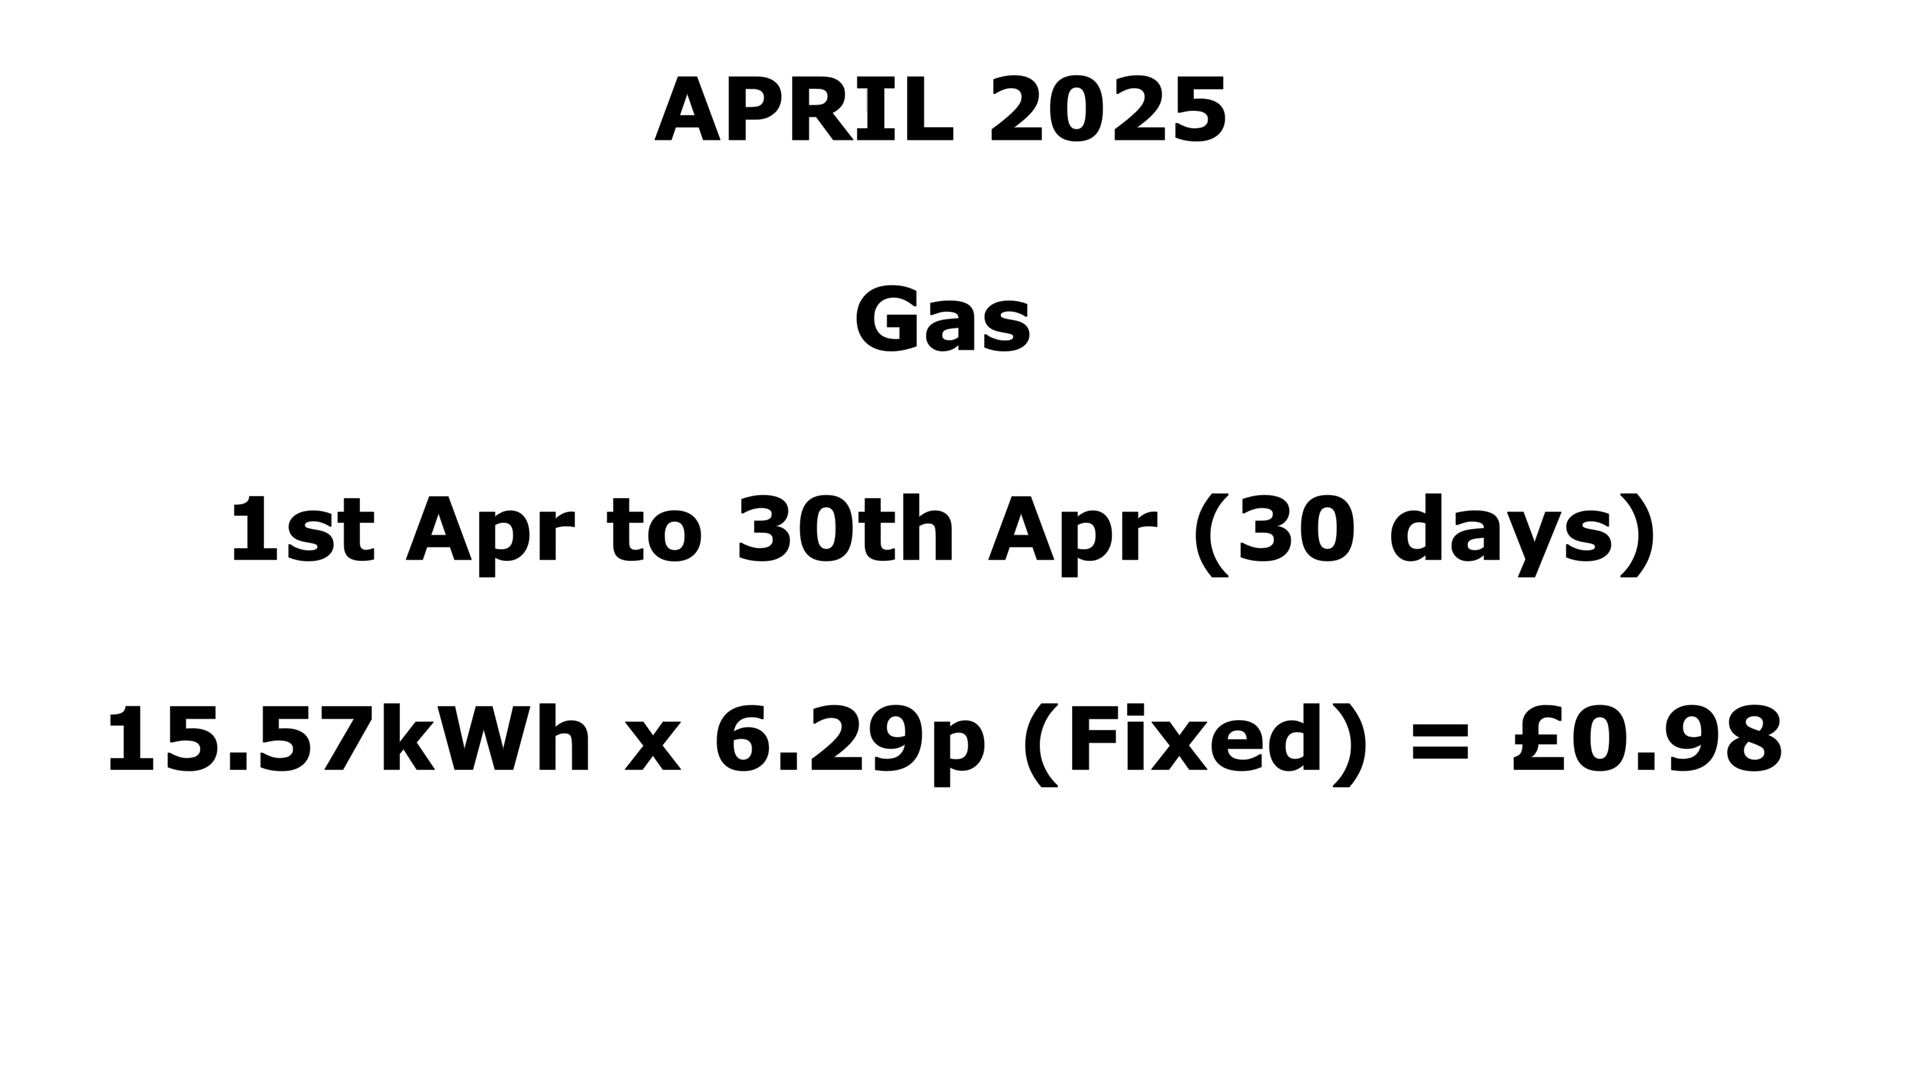 APRIL 2025
Gas
1st Apr to 30th Apr (30 days)
15.57kWh x 6.29p (Fixed) = £0.98